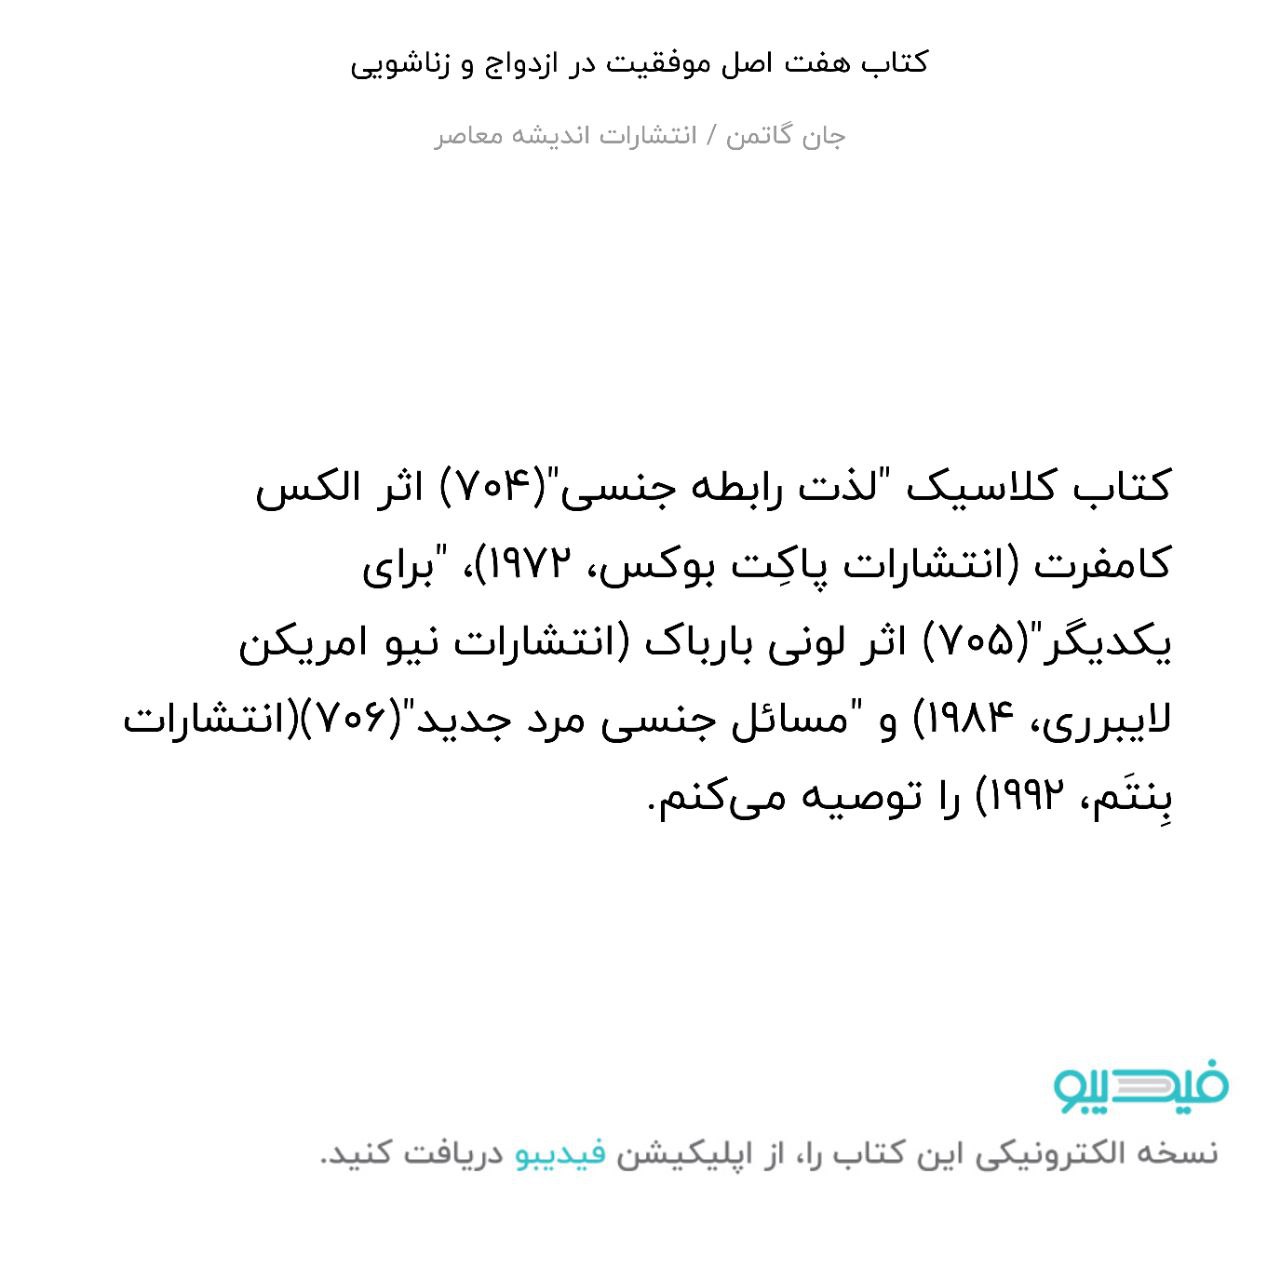 کتاب هفت اصل موفقیت در ازدواج و زناشویی
جان گاتمن / انتشارات اندیشه معاصر
کتاب کلاسیک "لذت رابطه جنسی"(۷۰۴) اثر الکس
کامفرت (انتشارات پاکِت بوکس، ۱۹۷۲)، "برای
یکدیگر"(۷۰۵) اثر لونی بارباک (انتشارات نیو امریکن
لایبرری، ۱۹۸۴) و "مسائل جنسی مرد جدید"(۷۰۶)(انتشارات
بِنتَم، ۱۹۹۲) را توصیه می‌کنم.
فیدیبو
نسخه الکترونیکی این کتاب را، از اپلیکیشن فیدیبو دریافت کنید.